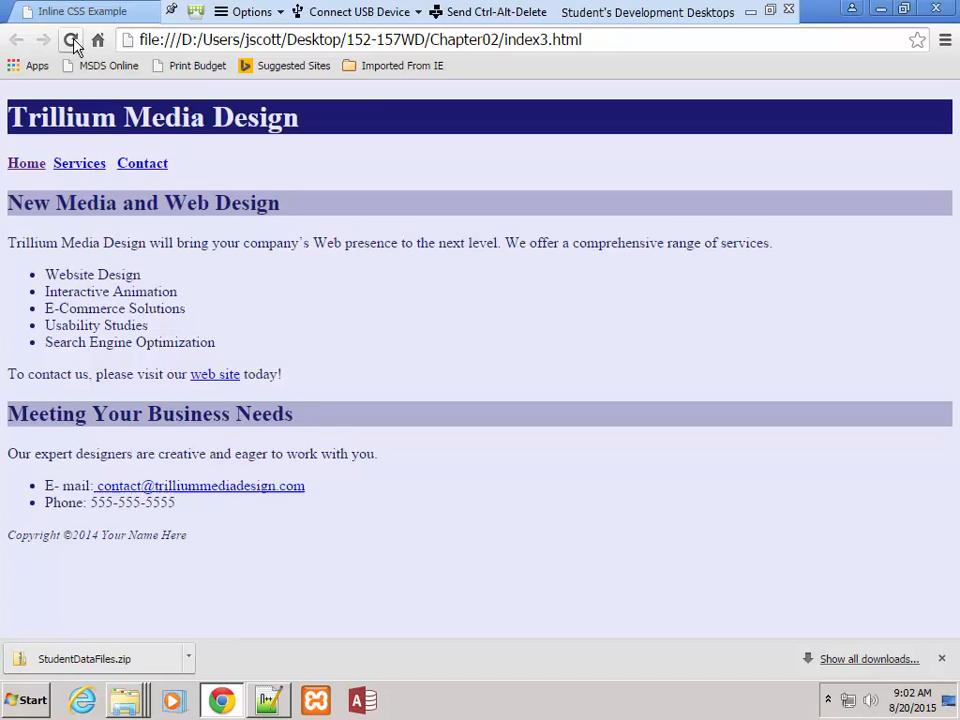 Inline CSS Example Options Connect USB Device Send Ctrl-Alt-Delete Student's Development Desktops
file:///D:/Users/jscott/Desktop/152-157WD/Chapter02/index3.html
Apps MSDS Online Print Budget Suggested Sites Imported From IE
Trillium Media Design
Home Services Contact
New Media and Web Design
Trillium Media Design will bring your company’s Web presence to the next level. We offer a comprehensive range of services.
• Website Design
• Interactive Animation
• E-Commerce Solutions
• Usability Studies
• Search Engine Optimization
To contact us, please visit our web site today!
Meeting Your Business Needs
Our expert designers are creative and eager to work with you.
• E- mail: contact@trilliummediadesign.com
• Phone: 555-555-5555
Copyright ©2014 Your Name Here
StudentDataFiles.zip Show all downloads...
Start 9:02 AM
8/20/2015